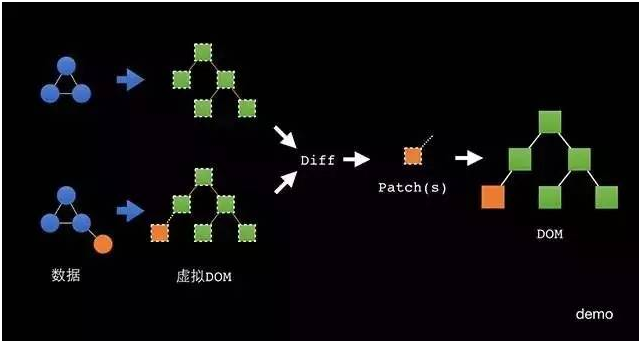 Diff
Patch(s)
DOM
数据
虚拟DOM
demo